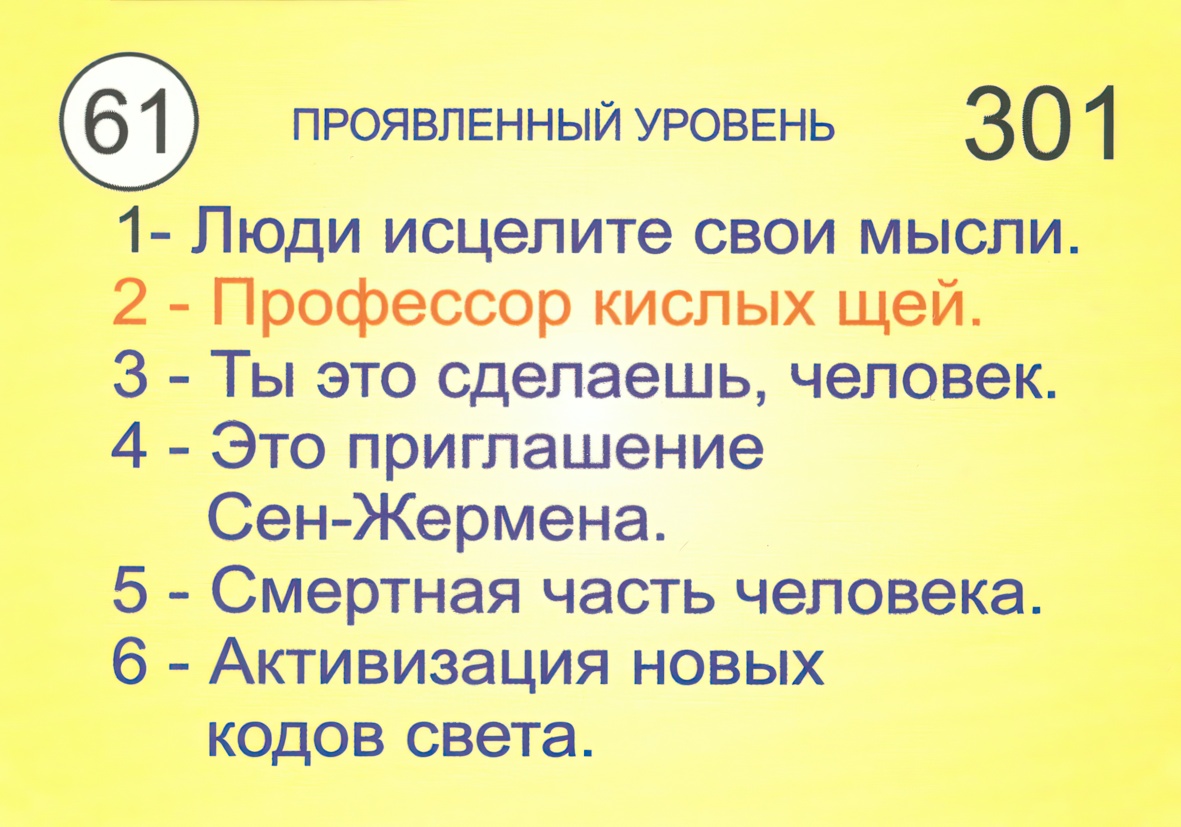 61 ПРОЯВЛЕННЫЙ УРОВЕНЬ 301
1- Люди исцелите свои мысли.
2 - Профессор кислых щей.
3 - Ты это сделаешь, человек.
4 - Это приглашение
Сен-Жермена.
5 - Смертная часть человека.
6 - Активизация новых
кодов света.